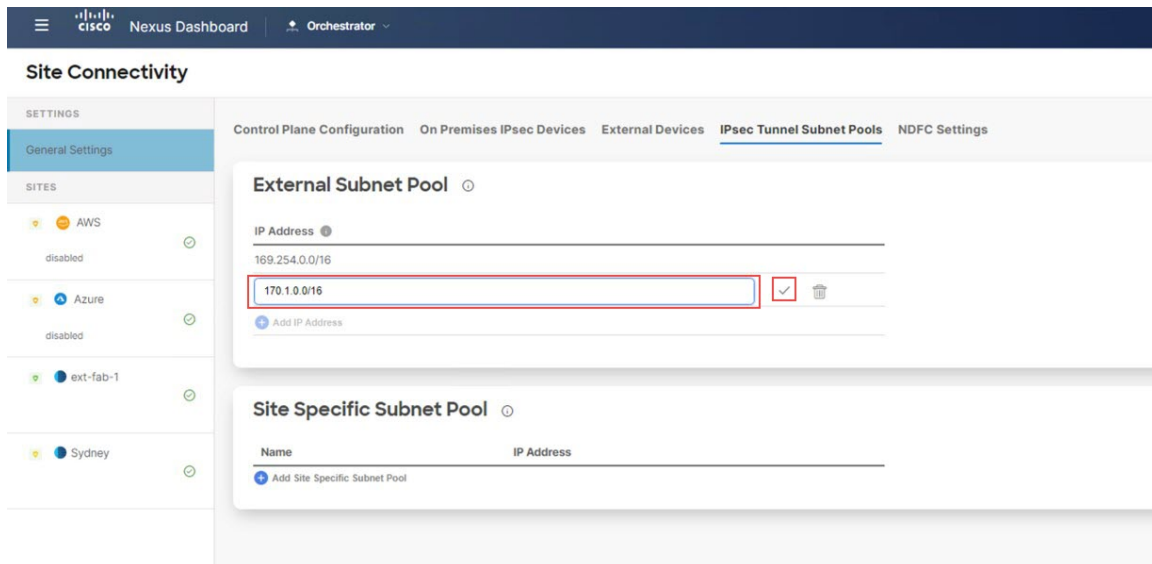 cisco Nexus Dashboard Orchestrator
Site Connectivity
SETTINGS
General Settings
SITES
AWS
disabled
Azure
disabled
ext-fab-1
Sydney
Control Plane Configuration On Premises IPsec Devices External Devices IPsec Tunnel Subnet Pools NDFC Settings
External Subnet Pool
IP Address
169.254.0.0/16
170.1.0.0/16
Add IP Address
Site Specific Subnet Pool
Name IP Address
Add Site Specific Subnet Pool